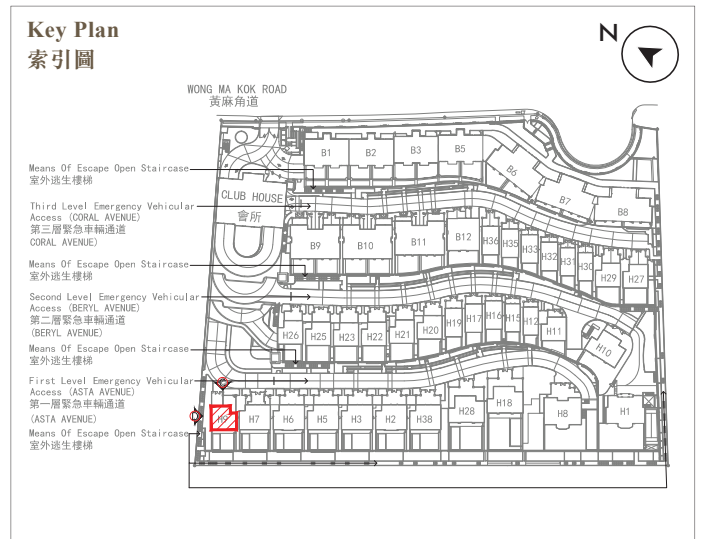 Key Plan
索引圖
N
WONG MA KOK ROAD
黃麻角道
B1
B2
B3
B5
B6
B7
B8
Means Of Escape Open Staircase
室外逃生樓梯
CLUB HOUSE
會所
Third Level Emergency Vehicular
Access (CORAL AVENUE)
第三層緊急車輛通道
CORAL AVENUE)
B9
B10
B11
B12
H36
H35
H33
H32
H31
H30
H29
H27
Means Of Escape Open Staircase
室外逃生樓梯
Second Level Emergency Vehicular
Access (BERYL AVENUE)
第二層緊急車輛通道
(BERYL AVENUE)
H26
H25
H23
H22
H21
H20
H19
H17
H16
H15
H12
H11
H10
Means Of Escape Open Staircase
室外逃生樓梯
First Level Emergency Vehicular
Access (ASTA AVENUE)
第一層緊急車輛通道
(ASTA AVENUE)
H9
H7
H6
H5
H3
H2
H38
H28
H18
H8
H1
Means Of Escape Open Staircase
室外逃生樓梯